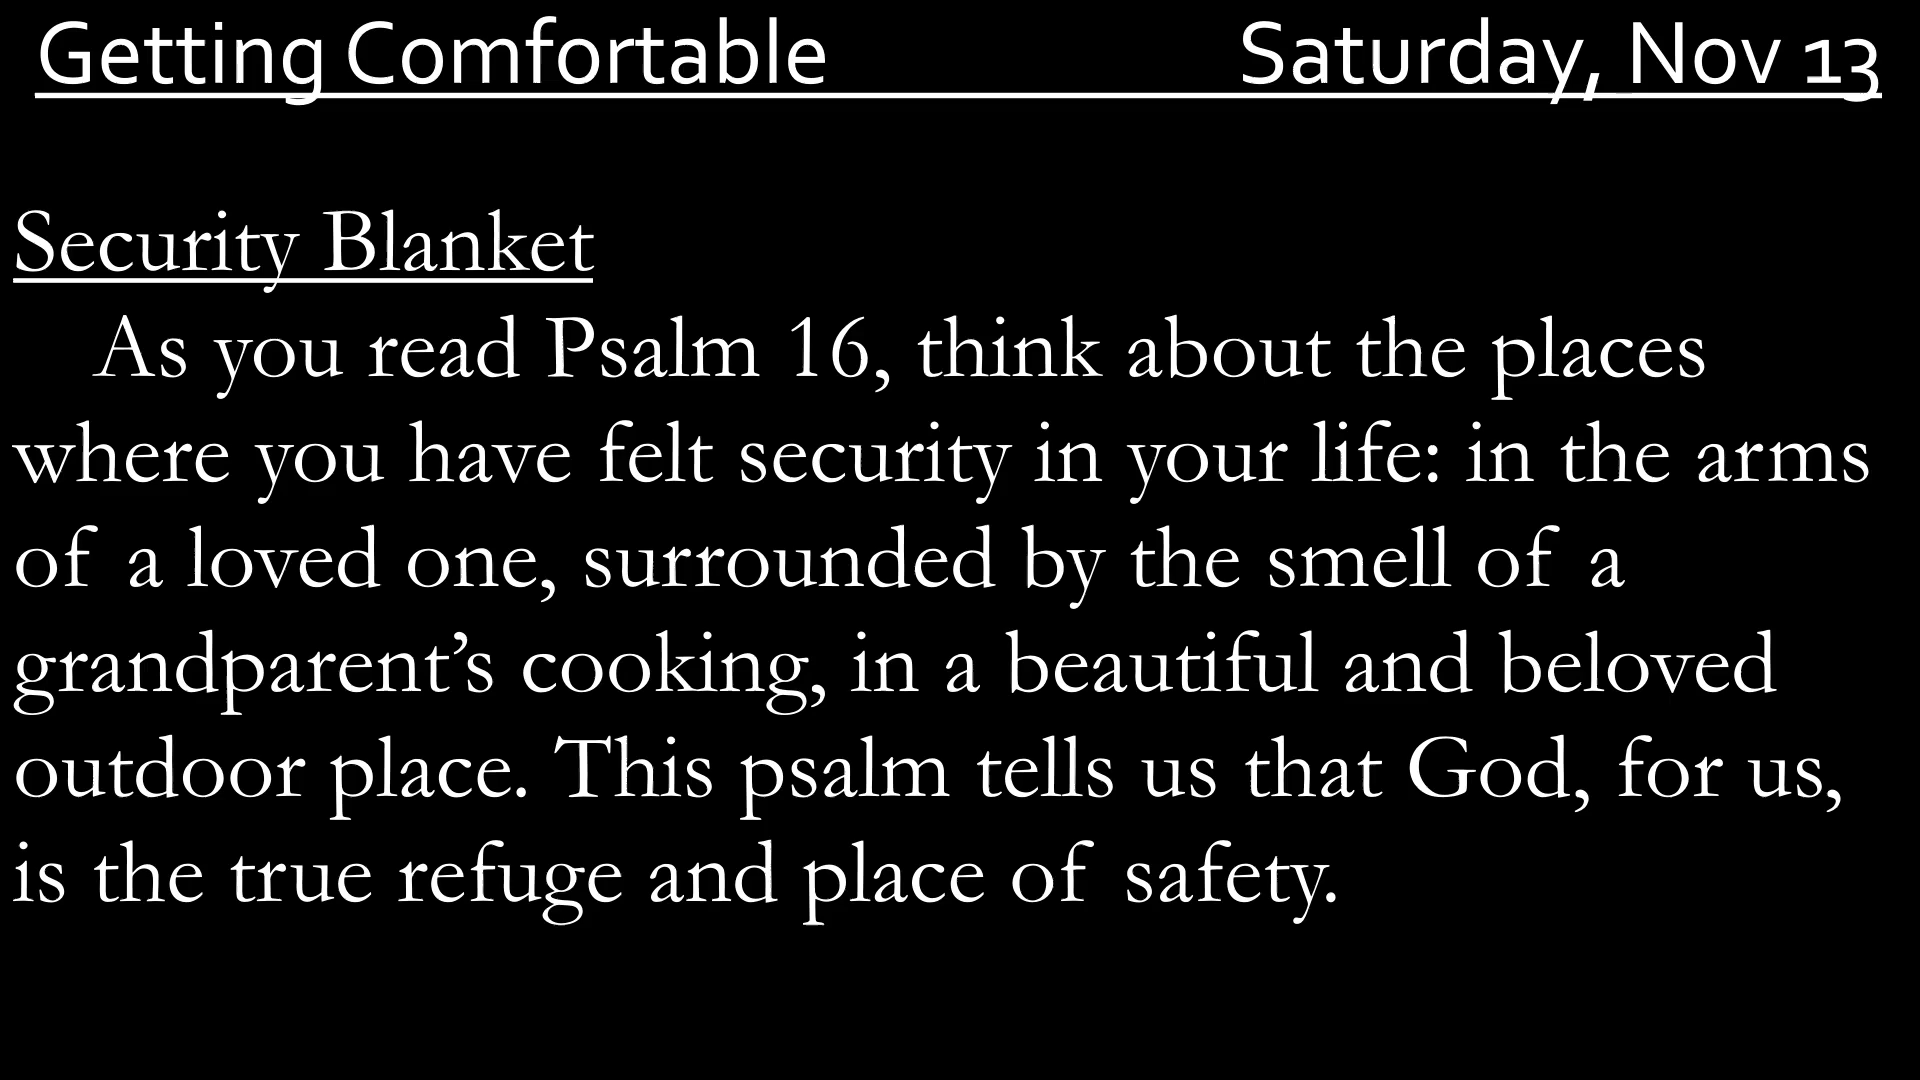 Getting Comfortable Saturday, Nov 13
Security Blanket
As you read Psalm 16, think about the places
where you have felt security in your life: in the arms
of a loved one, surrounded by the smell of a
grandparent’s cooking, in a beautiful and beloved
outdoor place. This psalm tells us that God, for us,
is the true refuge and place of safety.